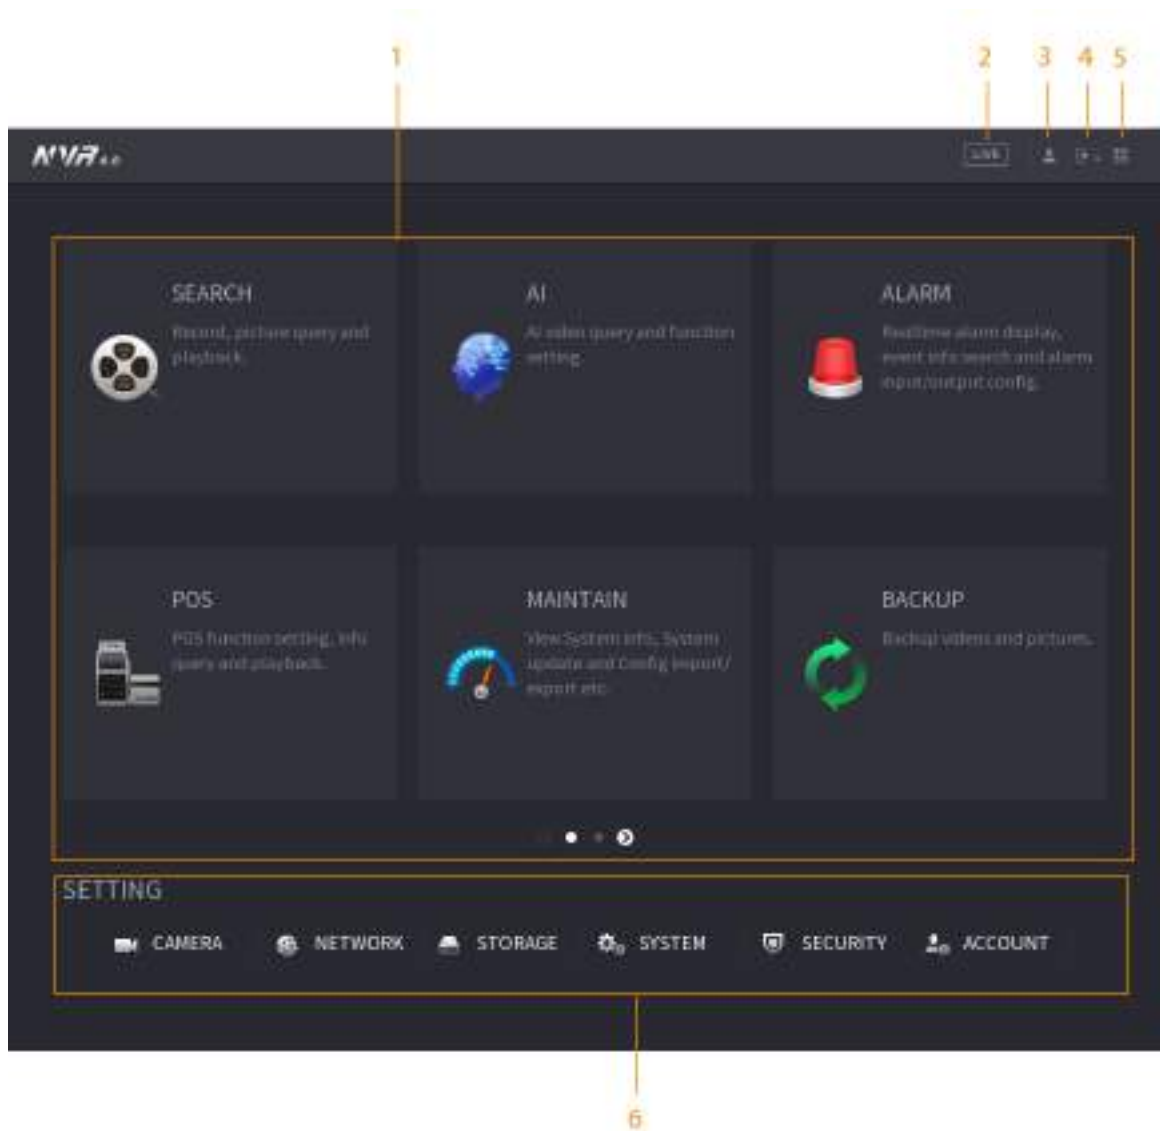 1
2
3
4
5
NVR 4.0
LIVE
SEARCH
Record, picture query and
playback.
AI
AI video query and function
setting
ALARM
Realtime alarm display,
event info search and alarm
input/output config.
POS
POS function setting, info
query and playback.
MAINTAIN
View System info, System
update and Config import/
export etc.
BACKUP
Backup videos and pictures.
SETTING
CAMERA
NETWORK
STORAGE
SYSTEM
SECURITY
ACCOUNT
6